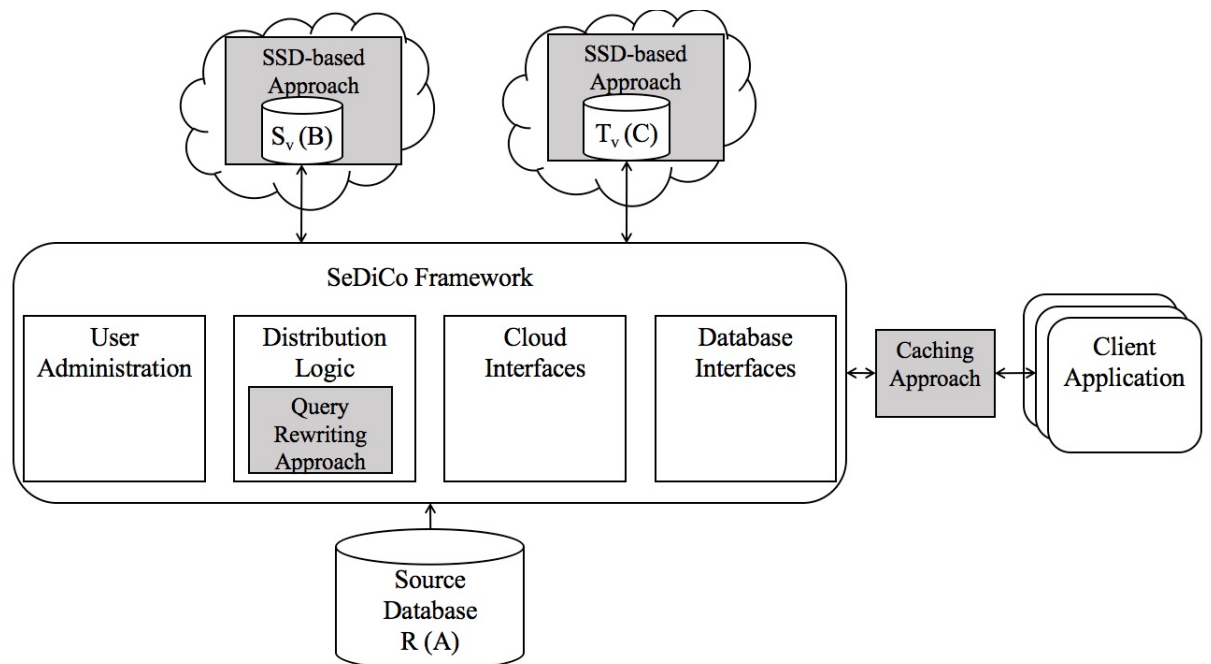 SSD-based
Approach
Sv (B)
SSD-based
Approach
Tv (C)
SeDiCo Framework
User
Administration
Distribution
Logic
Query
Rewriting
Approach
Cloud
Interfaces
Database
Interfaces
Caching
Approach
Client
Application
Source
Database
R (A)